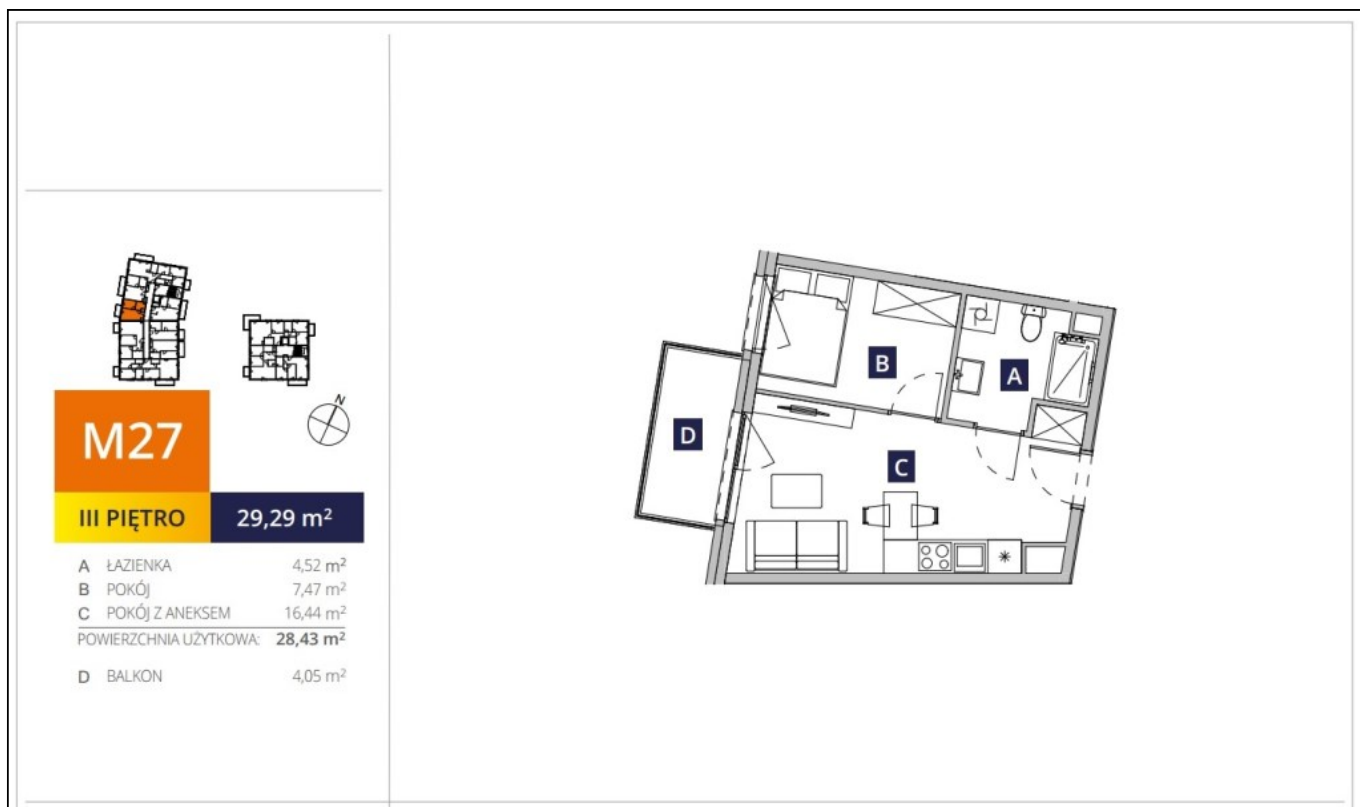 N
M27
III PIĘTRO 29,29 m²
A ŁAZIENKA 4,52 m²
B POKÓJ 7,47 m²
C POKÓJ Z ANEKSEM 16,44 m²
POWIERZCHNIA UŻYTKOWA: 28,43 m²
D BALKON 4,05 m²
B
A
D
C